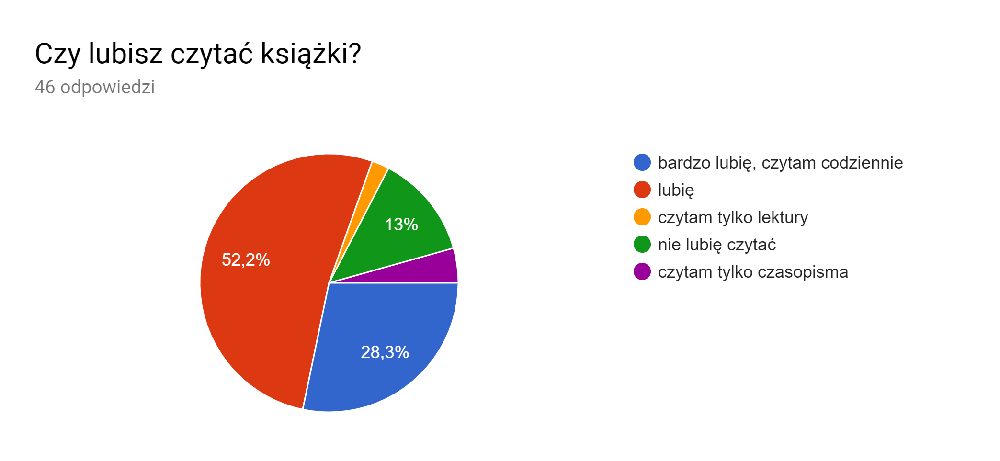 Czy lubisz czytać książki?
46 odpowiedzi
13%
52,2%
28,3%
bardzo lubię, czytam codziennie
lubię
czytam tylko lektury
nie lubię czytać
czytam tylko czasopisma